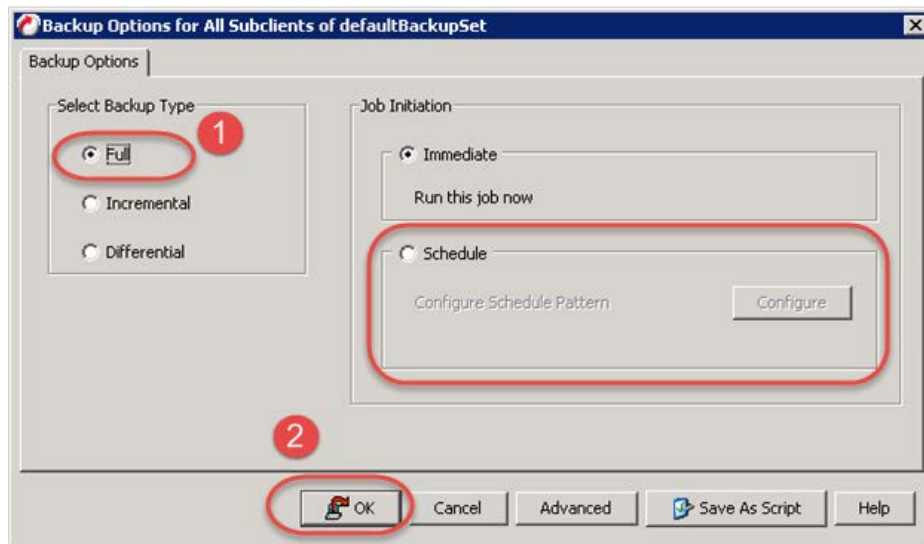 Backup Options for All Subclients of defaultBackupSet
Backup Options
Select Backup Type
1
Full
Incremental
Differential
Job Initiation
Immediate
Run this job now
Schedule
Configure Schedule Pattern
Configure
2
OK
Cancel
Advanced
Save As Script
Help